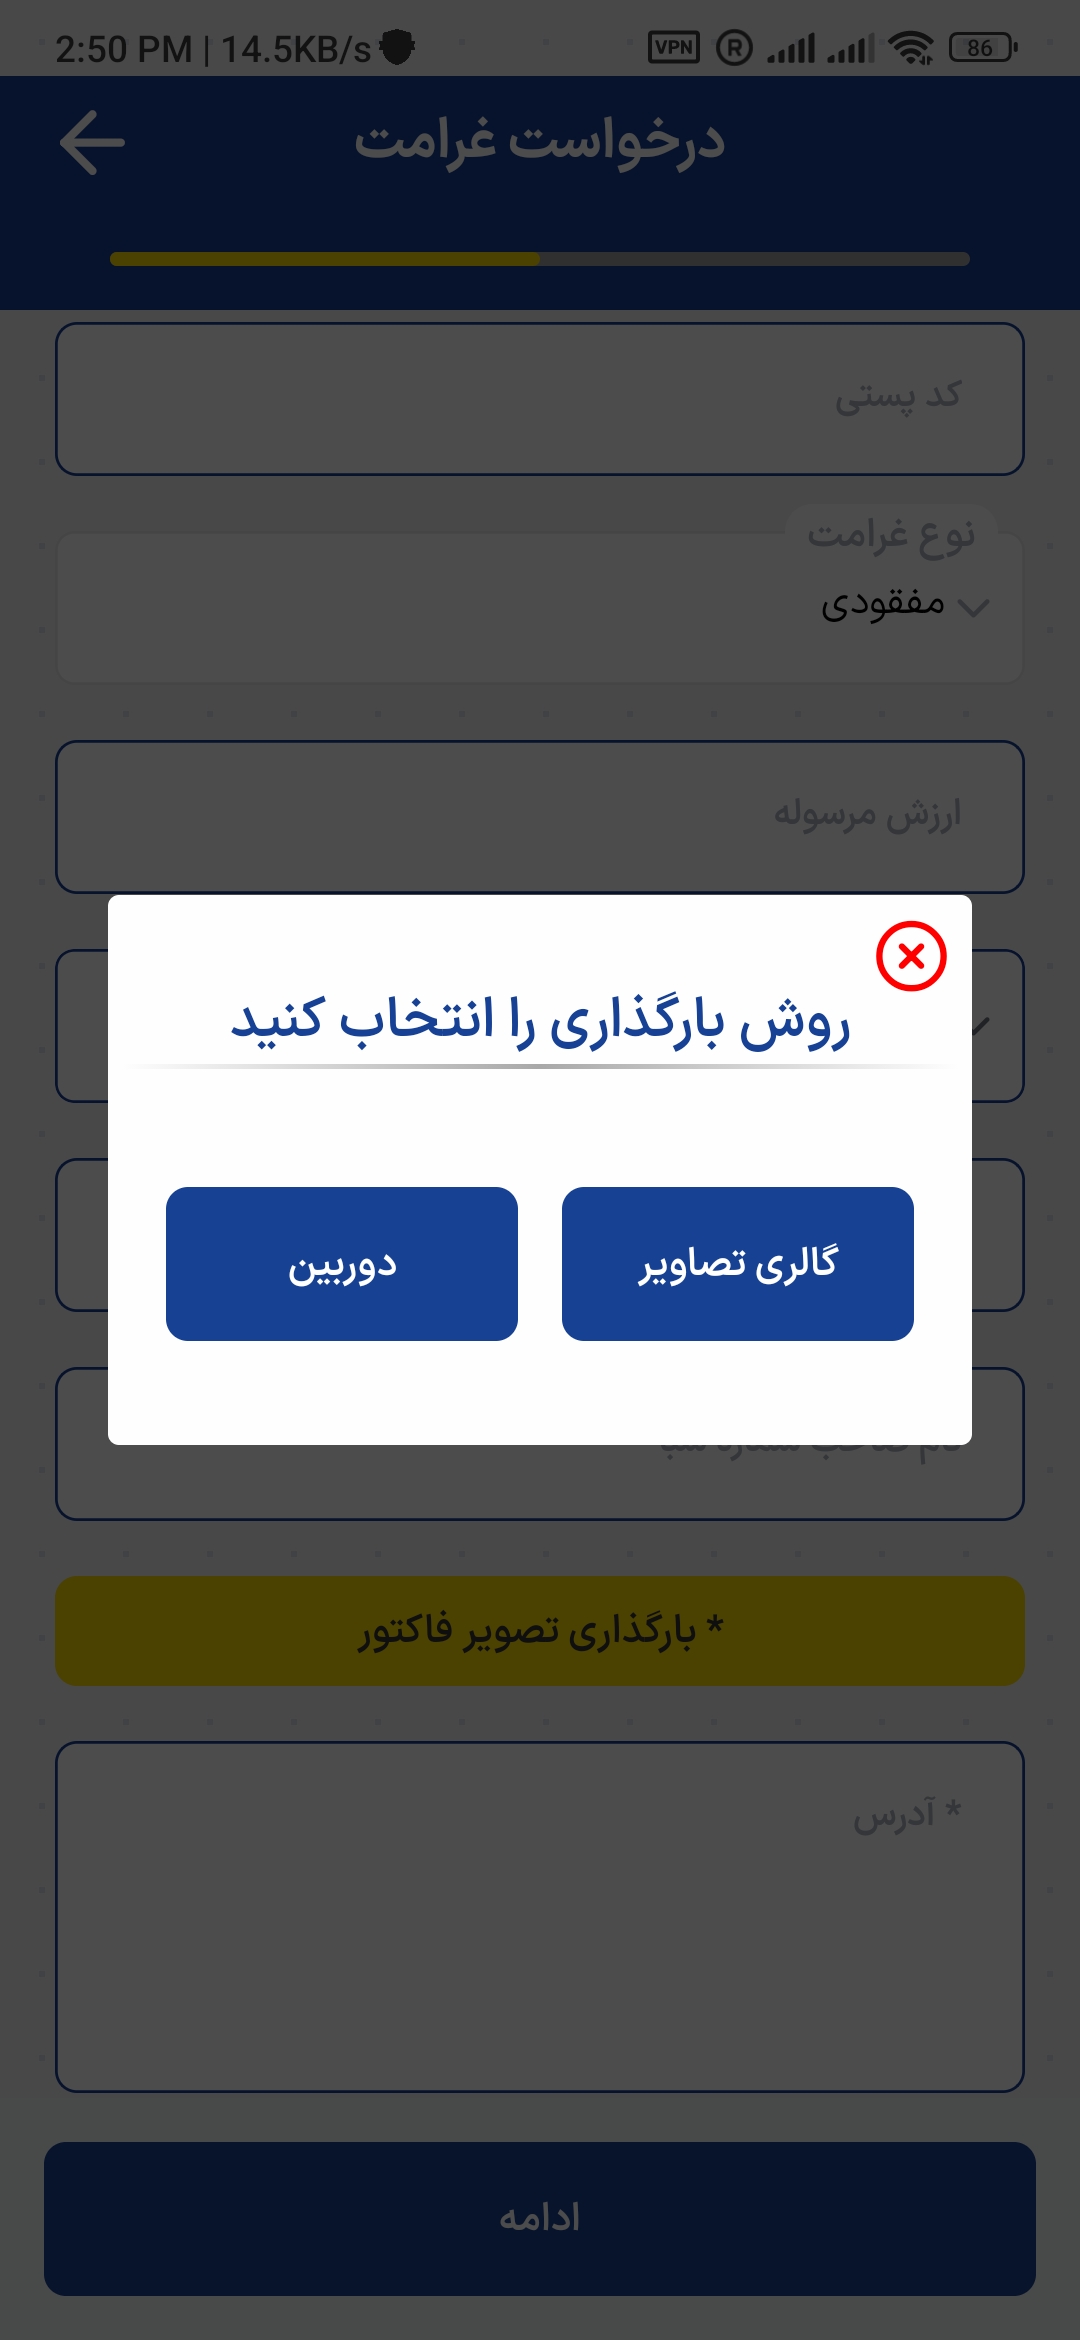 2:50 PM | 14.5KB/s
VPN R 86
درخواست غرامت
کد پستی
نوع غرامت
مفقودی
ارزش مرسوله
روش بارگذاری را انتخاب کنید
گالری تصاویر
دوربین
* بارگذاری تصویر فاکتور
* آدرس
ادامه